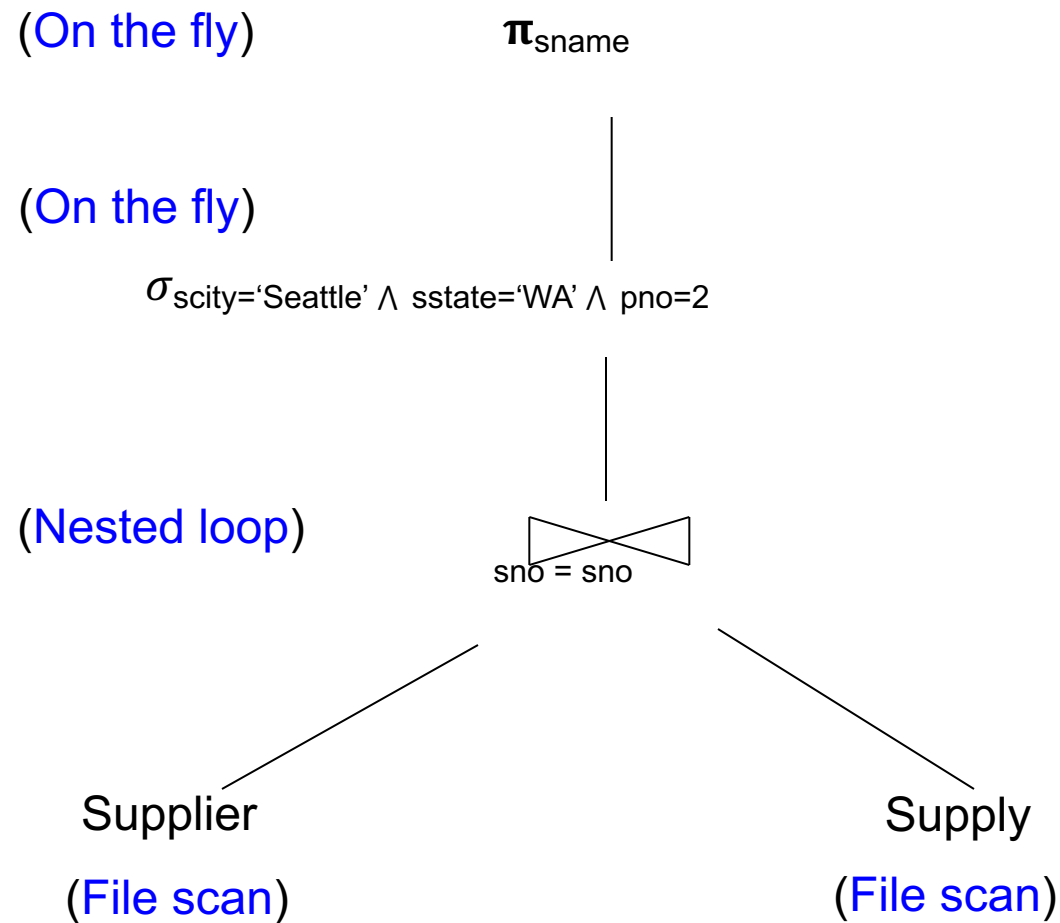 (On the fly) πsname
(On the fly)
σscity=‘Seattle’ ∧ sstate=‘WA’ ∧ pno=2
(Nested loop)
sno = sno
Supplier Supply
(File scan) (File scan)